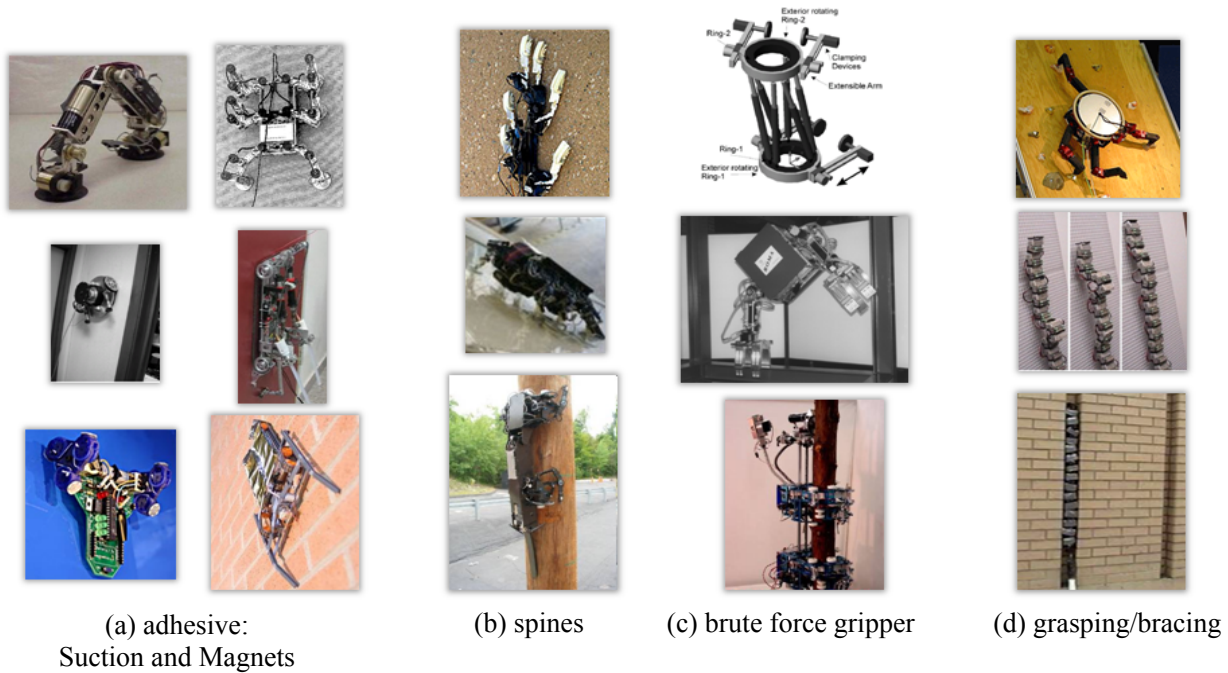 Exterior rotating
Ring-2
Ring-2
Clamping
Devices
Extensible Arm
Ring-1
Exterior rotating
Ring-1
(a) adhesive:
Suction and Magnets
(b) spines
(c) brute force gripper
(d) grasping/bracing